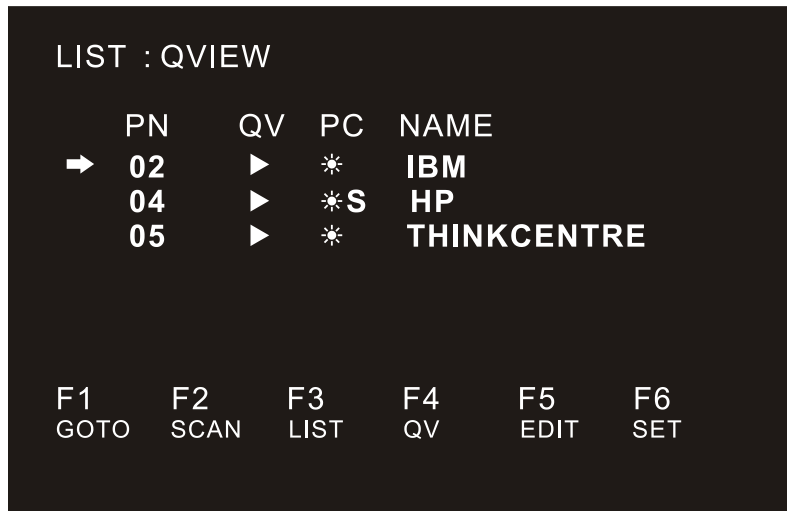 LIST : QVIEW
PN QV PC NAME
➡ 02 ▶ ☀ IBM
04 ▶ ☀S HP
05 ▶ ☀ THINKCENTRE
F1 F2 F3 F4 F5 F6
GOTO SCAN LIST QV EDIT SET